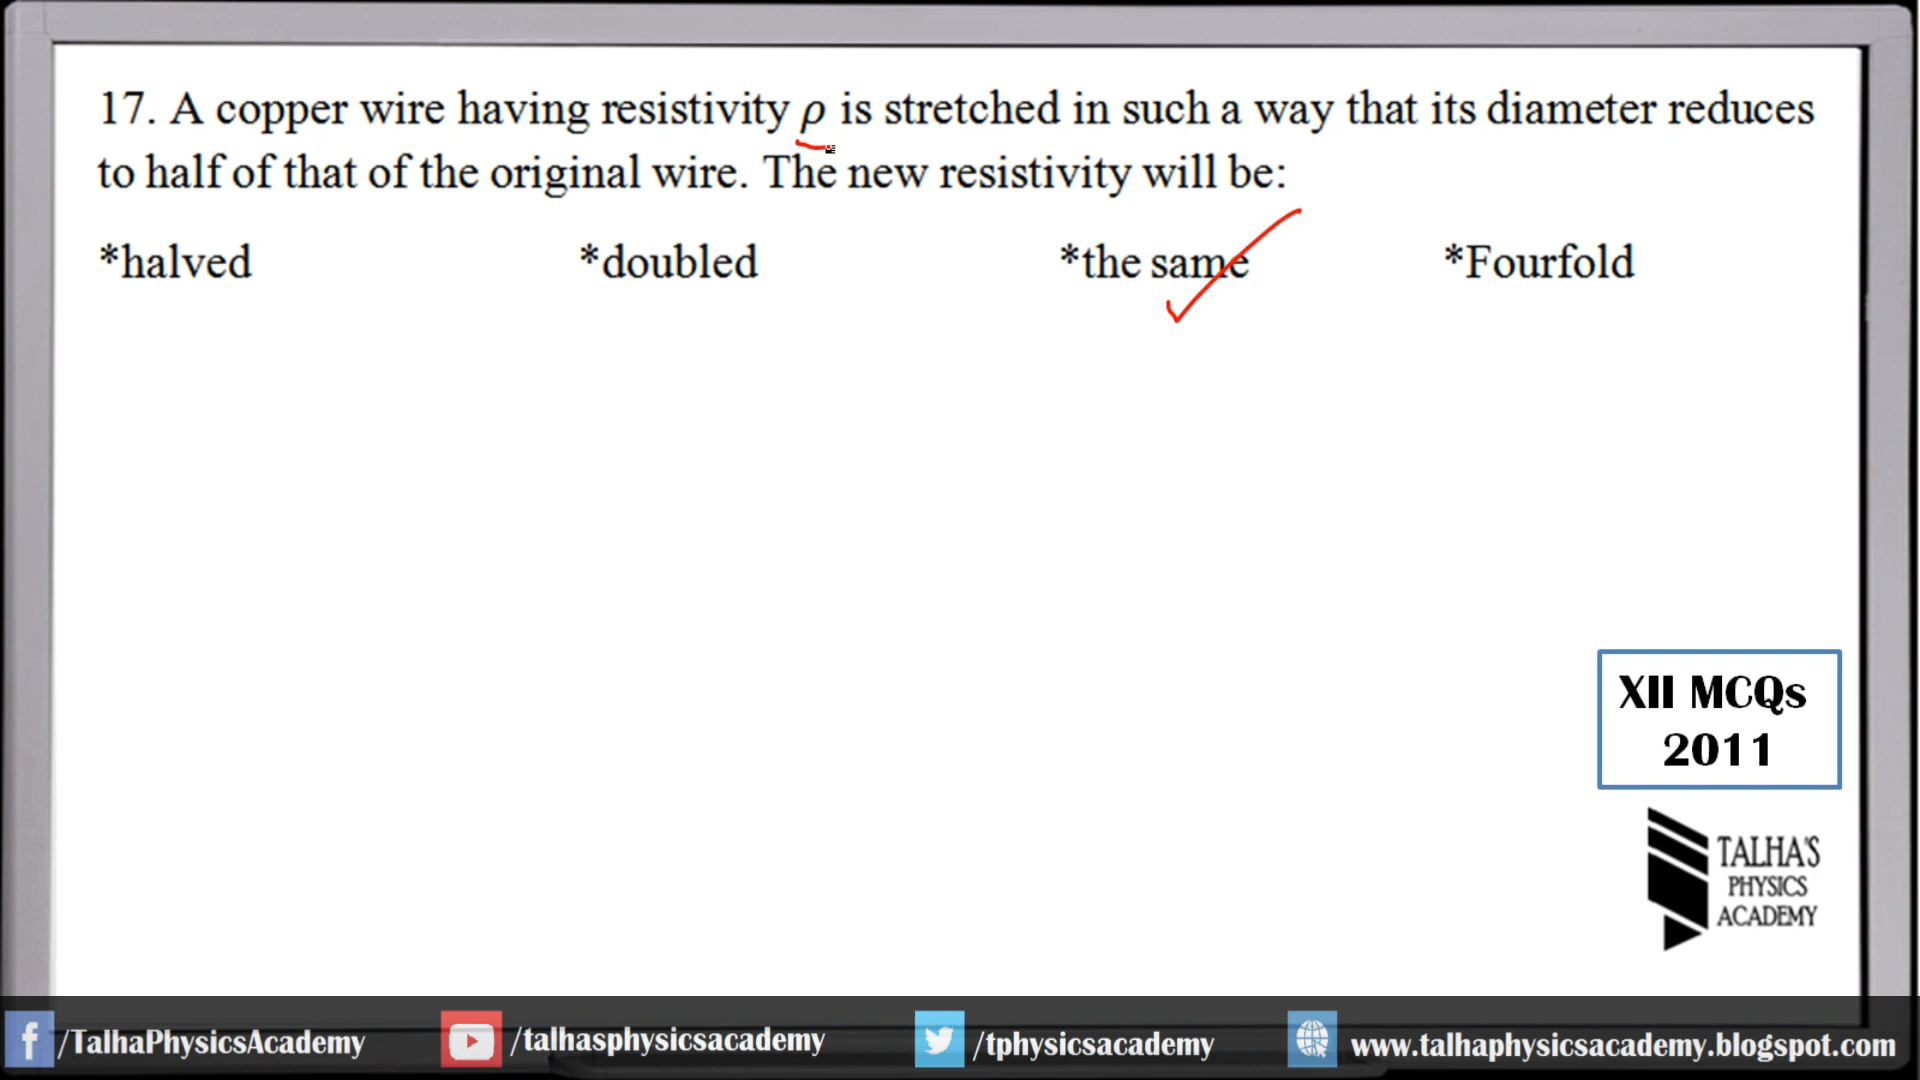 17. A copper wire having resistivity ρ is stretched in such a way that its diameter reduces
to half of that of the original wire. The new resistivity will be:
*halved *doubled *the same *Fourfold
XII MCQs
2011
TALHA'S
PHYSICS
ACADEMY
/TalhaPhysicsAcademy /talhasphysicsacademy /tphysicsacademy www.talhaphysicsacademy.blogspot.com